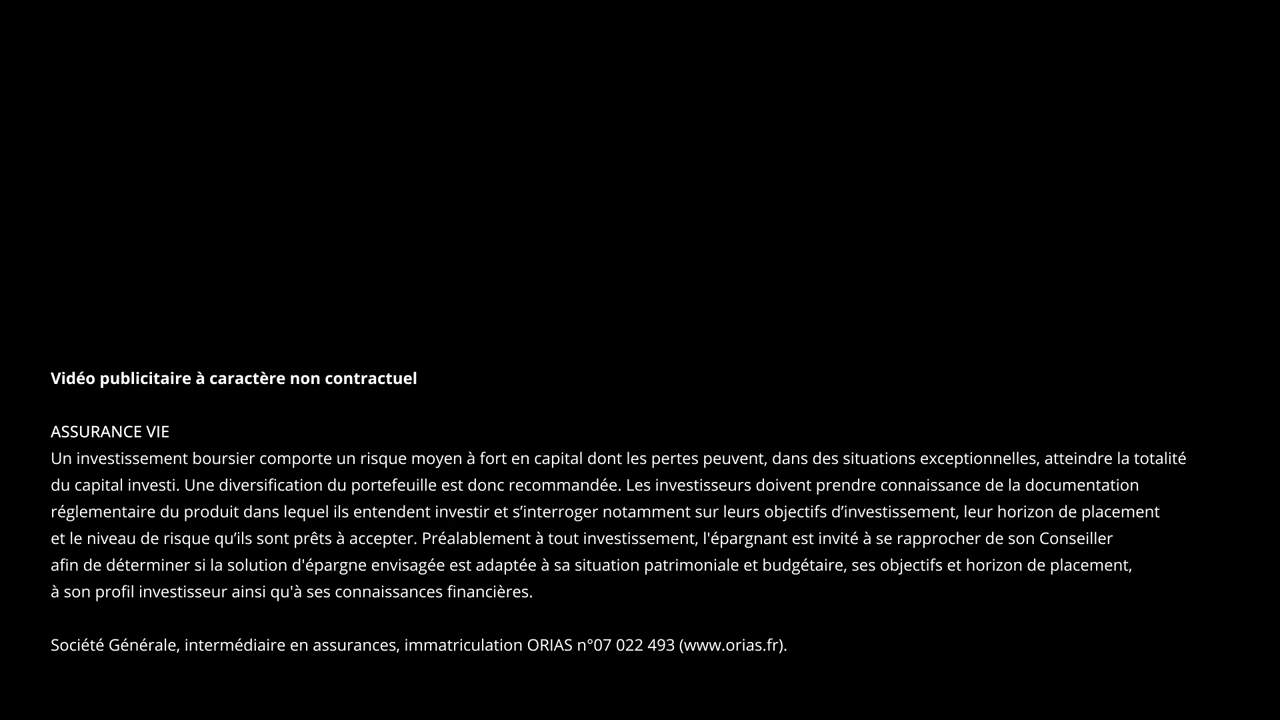 Vidéo publicitaire à caractère non contractuel
ASSURANCE VIE
Un investissement boursier comporte un risque moyen à fort en capital dont les pertes peuvent, dans des situations exceptionnelles, atteindre la totalité
du capital investi. Une diversification du portefeuille est donc recommandée. Les investisseurs doivent prendre connaissance de la documentation
réglementaire du produit dans lequel ils entendent investir et s’interroger notamment sur leurs objectifs d’investissement, leur horizon de placement
et le niveau de risque qu’ils sont prêts à accepter. Préalablement à tout investissement, l'épargnant est invité à se rapprocher de son Conseiller
afin de déterminer si la solution d'épargne envisagée est adaptée à sa situation patrimoniale et budgétaire, ses objectifs et horizon de placement,
à son profil investisseur ainsi qu'à ses connaissances financières.
Société Générale, intermédiaire en assurances, immatriculation ORIAS n°07 022 493 (www.orias.fr).